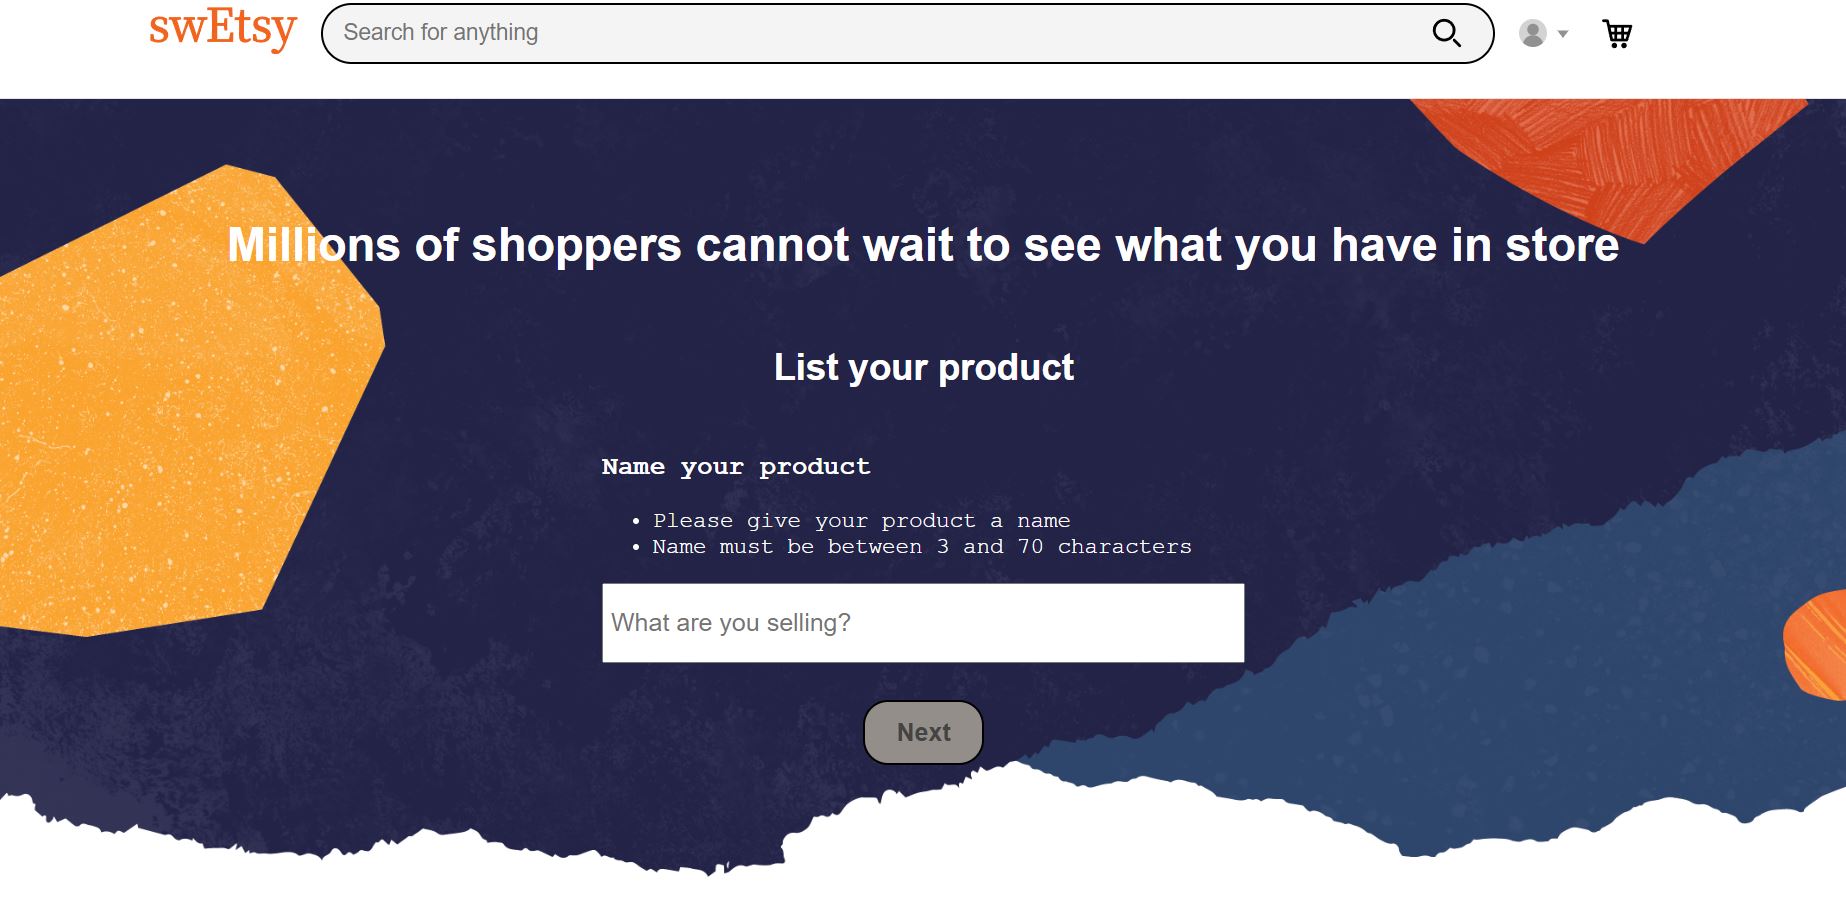 swEtsy
Search for anything
Millions of shoppers cannot wait to see what you have in store
List your product
Name your product
• Please give your product a name
• Name must be between 3 and 70 characters
What are you selling?
Next